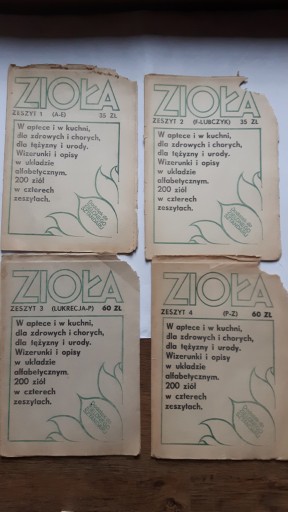 ZIOŁA
ZESZYT 1 (A-E) 35 ZŁ
W aptece i w kuchni,
dla zdrowych i chorych,
dla tężyzny i urody.
Wizerunki i opisy
w układzie
alfabetycznym.
200 ziół
w czterech
zeszytach.
ZIOŁA
ZESZYT 2 (F-LUBCZYK) 35 ZŁ
W aptece i w kuchni,
dla zdrowych i chorych,
dla tężyzny i urody.
Wizerunki i opisy
w układzie
alfabetycznym.
200 ziół
w czterech
zeszytach.
ZIOŁA
ZESZYT 3 (LUKRECJA-P) 60 ZŁ
W aptece i w kuchni,
dla zdrowych i chorych,
dla tężyzny i urody.
Wizerunki i opisy
w układzie
alfabetycznym.
200 ziół
w czterech
zeszytach.
ZIOŁA
ZESZYT 4 (P-Z) 60 ZŁ
W aptece i w kuchni,
dla zdrowych i chorych,
dla tężyzny i urody.
Wizerunki i opisy
w układzie
alfabetycznym.
200 ziół
w czterech
zeszytach.